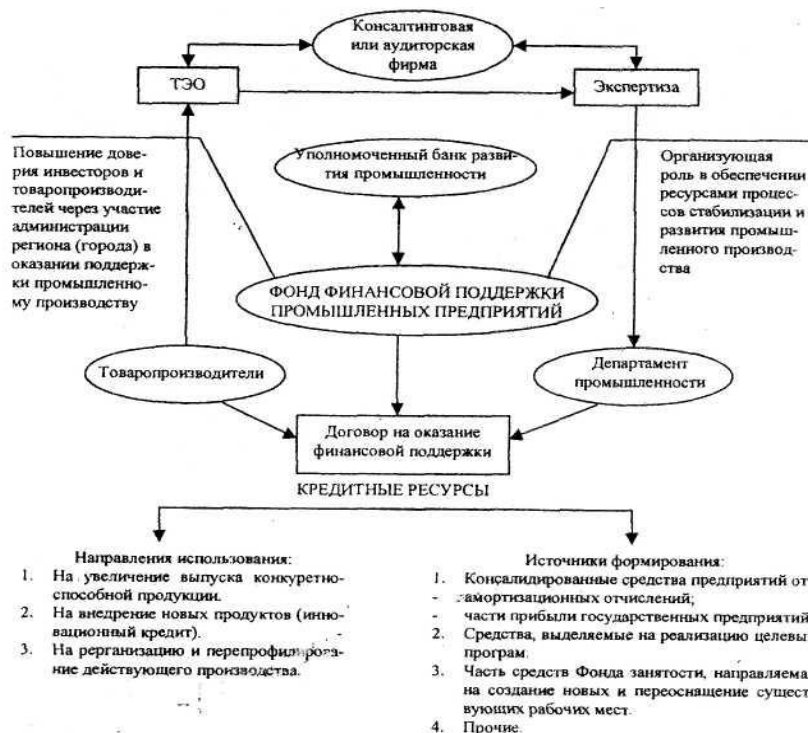 Консалтинговая
или аудиторская
фирма
ТЭО
Экспертиза
Повышение дове-
рия инвесторов и
товаропроизводи-
телей через участие
администрации
региона (города) в
оказании поддерж-
ки промышленно-
му производству
Уполномоченный банк разви-
тия промышленности
Организующая
роль в обеспечении
ресурсами процес-
сов стабилизации и
развития промыш-
ленного производ-
ства
ФОНД ФИНАНСОВОЙ ПОДДЕРЖКИ
ПРОМЫШЛЕННЫХ ПРЕДПРИЯТИЙ
Товаропроизводители
Департамент
промышленности
Договор на оказание
финансовой поддержки
КРЕДИТНЫЕ РЕСУРСЫ
Направления использования:
1. На увеличение выпуска конкуретно-
способной продукции.
2. На внедрение новых продуктов (инно-
вационный кредит).
3. На рерганизацию и перепрофилирова-
ние действующего производства.
Источники формирования:
1. Консалидированные средства предприятий от
- амортизационных отчислений;
- части прибыли государственных предприятий
2. Средства, выделяемые на реализацию целевы
програм.
3. Часть средств Фонда занятости, направляема
на создание новых и переоснащение сущест
вующих рабочих мест.
4. Прочие.